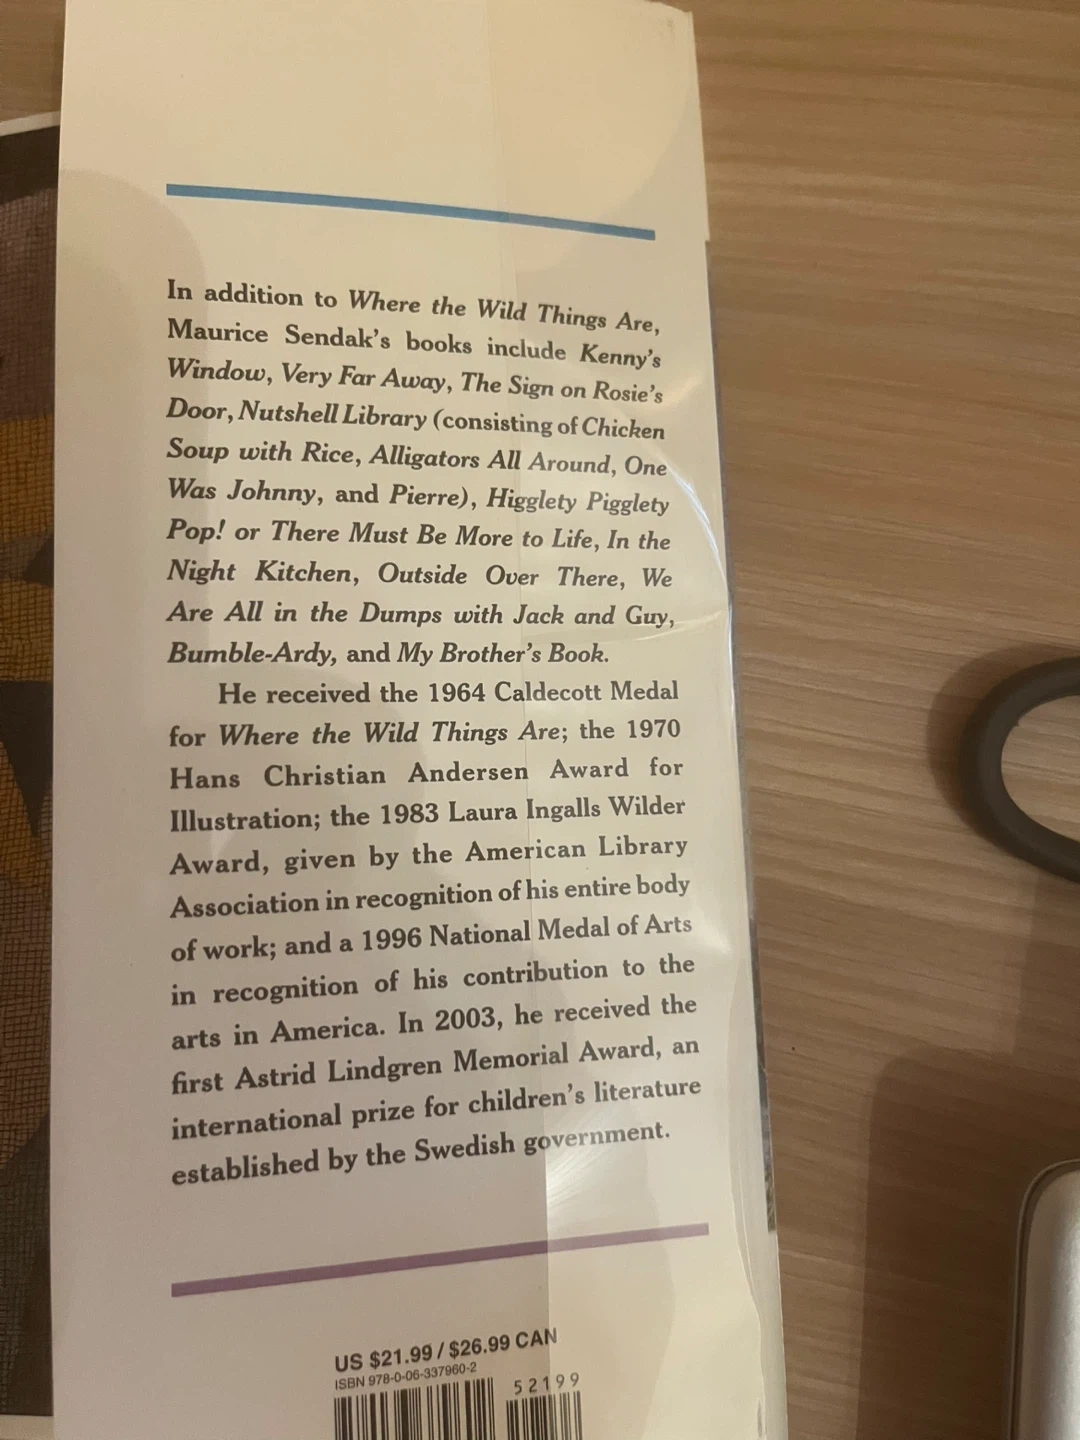 In addition to Where the Wild Things Are,
Maurice Sendak's books include Kenny's
Window, Very Far Away, The Sign on Rosie's
Door, Nutshell Library (consisting of Chicken
Soup with Rice, Alligators All Around, One
Was Johnny, and Pierre), Higglety Pigglety
Pop! or There Must Be More to Life, In the
Night Kitchen, Outside Over There, We
Are All in the Dumps with Jack and Guy,
Bumble-Ardy, and My Brother's Book.
He received the 1964 Caldecott Medal
for Where the Wild Things Are; the 1970
Hans Christian Andersen Award for
Illustration; the 1983 Laura Ingalls Wilder
Award, given by the American Library
Association in recognition of his entire body
of work; and a 1996 National Medal of Arts
in recognition of his contribution to the
arts in America. In 2003, he received the
first Astrid Lindgren Memorial Award, an
international prize for children's literature
established by the Swedish government.
US $21.99 / $26.99 CAN
ISBN 978-0-06-337960-2
52199